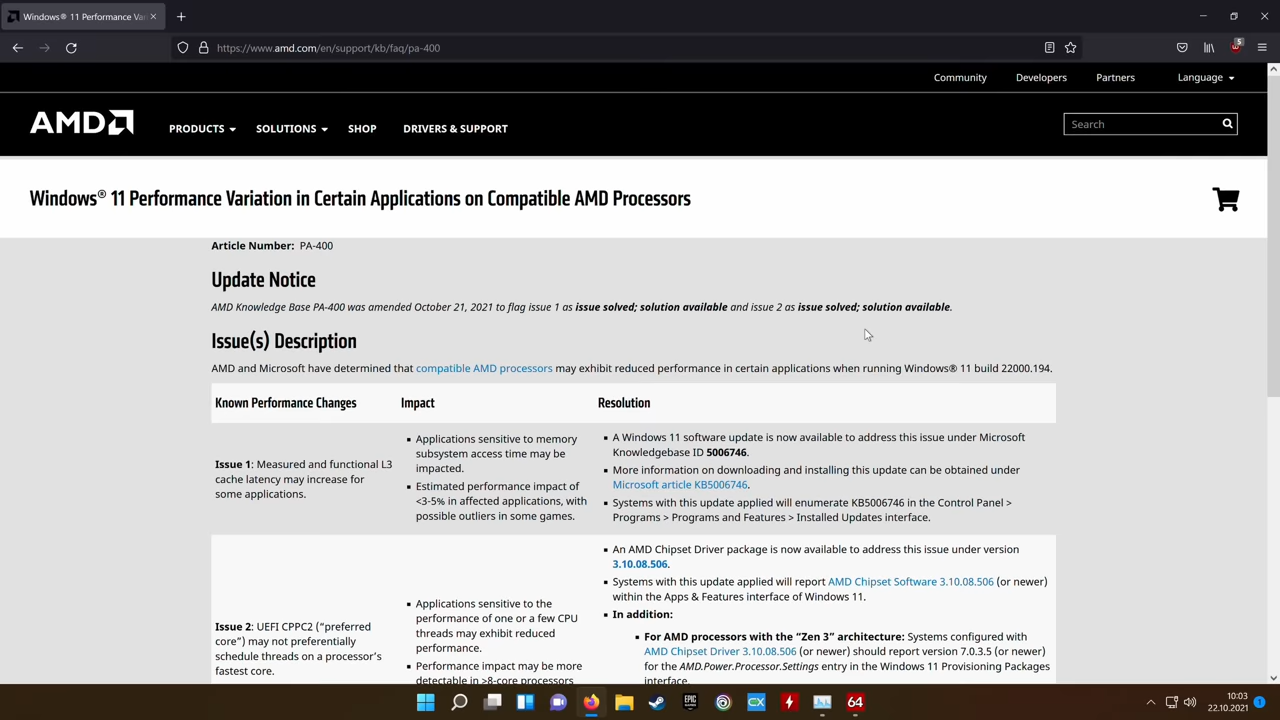 Windows® 11 Performance Var
https://www.amd.com/en/support/kb/faq/pa-400
5
Community Developers Partners Language
AMD
PRODUCTS SOLUTIONS SHOP DRIVERS & SUPPORT
Search
Windows® 11 Performance Variation in Certain Applications on Compatible AMD Processors
Article Number: PA-400
Update Notice
AMD Knowledge Base PA-400 was amended October 21, 2021 to flag issue 1 as issue solved; solution available and issue 2 as issue solved; solution available.
Issue(s) Description
AMD and Microsoft have determined that compatible AMD processors may exhibit reduced performance in certain applications when running Windows® 11 build 22000.194.
Known Performance Changes Impact Resolution
Issue 1: Measured and functional L3
cache latency may increase for
some applications.
Applications sensitive to memory
subsystem access time may be
impacted.
Estimated performance impact of
<3-5% in affected applications, with
possible outliers in some games.
A Windows 11 software update is now available to address this issue under Microsoft
Knowledgebase ID 5006746.
More information on downloading and installing this update can be obtained under
Microsoft article KB5006746.
Systems with this update applied will enumerate KB5006746 in the Control Panel >
Programs > Programs and Features > Installed Updates interface.
Issue 2: UEFI CPPC2 (“preferred
core”) may not preferentially
schedule threads on a processor’s
fastest core.
Applications sensitive to the
performance of one or a few CPU
threads may exhibit reduced
performance.
Performance impact may be more
detectable in >8-core processors
An AMD Chipset Driver package is now available to address this issue under version
3.10.08.506.
Systems with this update applied will report AMD Chipset Software 3.10.08.506 (or newer)
within the Apps & Features interface of Windows 11.
In addition:
For AMD processors with the “Zen 3” architecture: Systems configured with
AMD Chipset Driver 3.10.08.506 (or newer) should report version 7.0.3.5 (or newer)
for the AMD.Power.Processor.Settings entry in the Windows 11 Provisioning Packages
interface.
EPIC
CX
64
10:03
22.10.2021
1